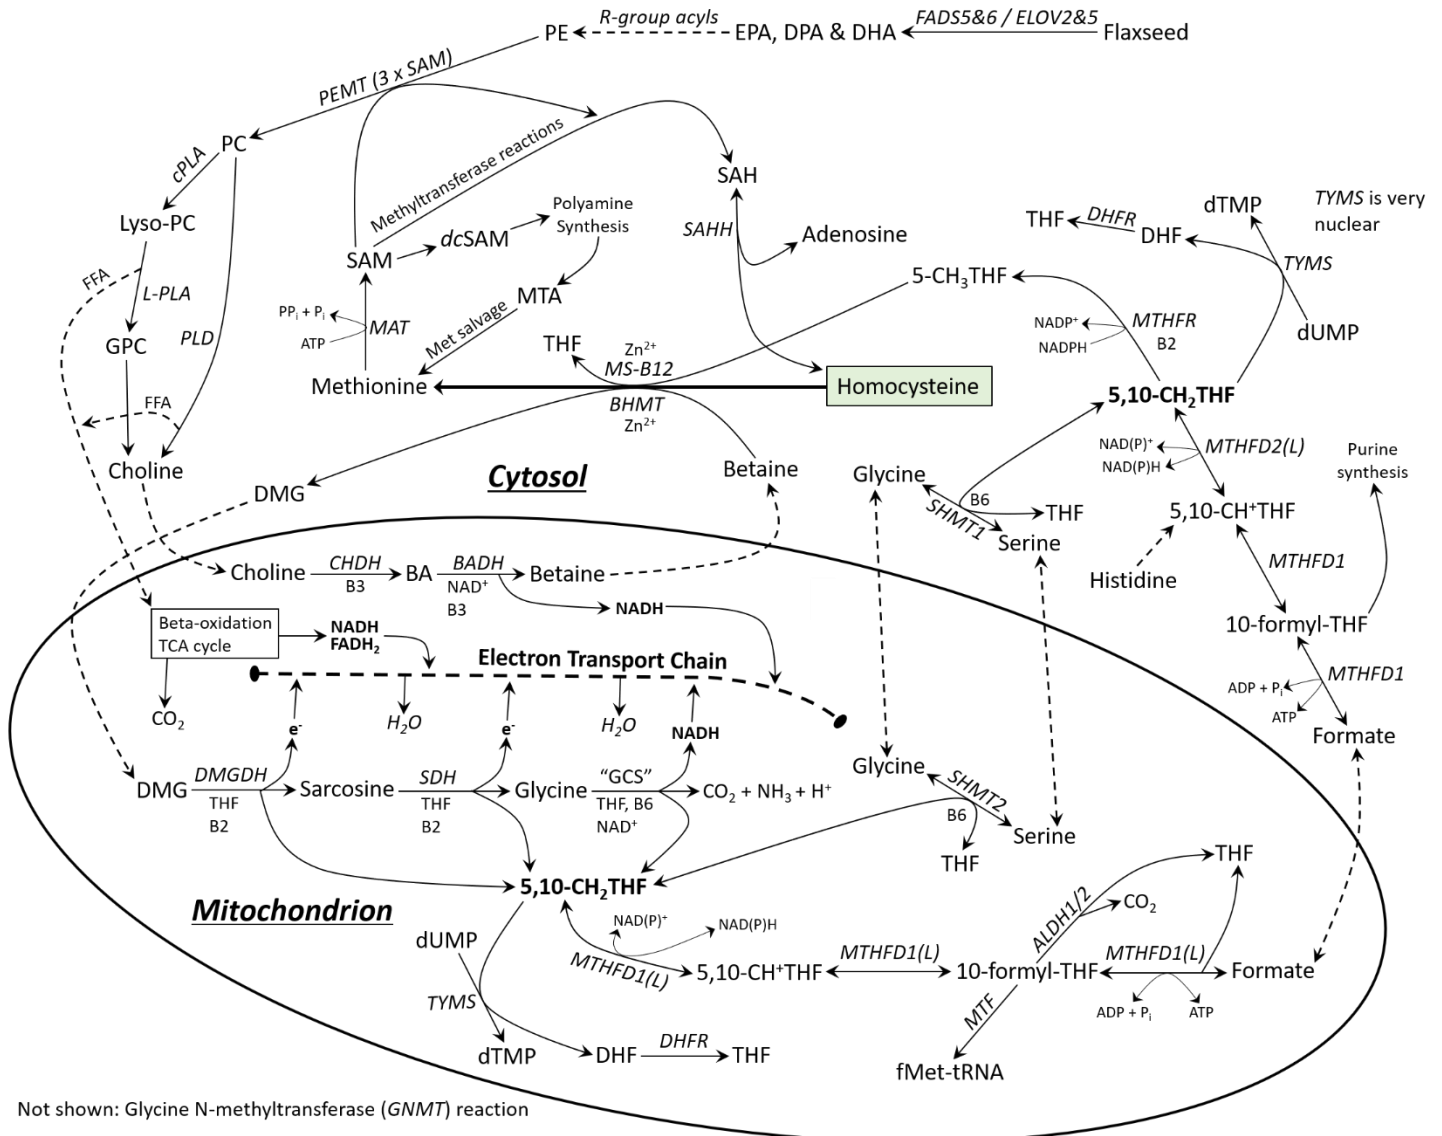 R-group acyls
FADS5&6 / ELOV2&5
PE
EPA, DPA & DHA
Flaxseed
PEMT (3 x SAM)
PC
cPLA
Methyltransferase reactions
SAH
Lyso-PC
Polyamine
Synthesis
dcSAM
SAM
SAHH
Adenosine
THF
DHFR
DHF
dTMP
TYMS is very
nuclear
TYMS
dUMP
FFA
L-PLA
PLD
GPC
PPi + Pi
ATP
MAT
MTA
Met salvage
5-CH3THF
NADP+
NADPH
MTHFR
B2
THF
Zn2+
MS-B12
Methionine
Homocysteine
BHMT
Zn2+
5,10-CH2THF
FFA
Choline
DMG
Cytosol
Betaine
Glycine
B6
SHMT1
THF
Serine
NAD(P)+
NAD(P)H
MTHFD2(L)
Purine
synthesis
5,10-CH+THF
Histidine
MTHFD1
10-formyl-THF
MTHFD1
ADP + Pi
ATP
Formate
Choline
CHDH
B3
BA
BADH
NAD+
B3
Betaine
NADH
Beta-oxidation
TCA cycle
NADH
FADH2
Electron Transport Chain
CO2
e-
H2O
e-
H2O
NADH
DMG
DMGDH
THF
B2
Sarcosine
SDH
THF
B2
Glycine
“GCS”
THF, B6
NAD+
CO2 + NH3 + H+
Glycine
SHMT2
B6
THF
Serine
5,10-CH2THF
Mitochondrion
dUMP
TYMS
dTMP
DHF
DHFR
THF
NAD(P)+
NAD(P)H
MTHFD1(L)
5,10-CH+THF
MTHFD1(L)
10-formyl-THF
ALDH1/2
CO2
THF
MTHFD1(L)
ADP + Pi
ATP
Formate
MTF
fMet-tRNA
Not shown: Glycine N-methyltransferase (GNMT) reaction